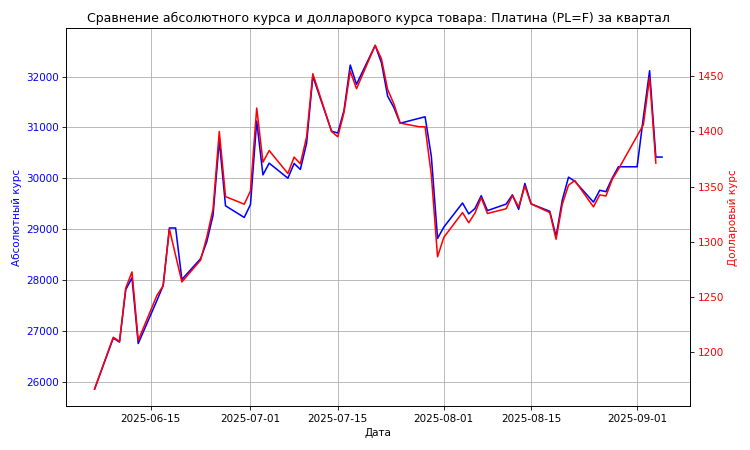 Сравнение абсолютного курса и долларового курса товара: Платина (PL=F) за квартал
Абсолютный курс
32000
31000
30000
29000
28000
27000
26000
1450
1400
1350
1300
1250
1200
Долларовый курс
2025-06-15 2025-07-01 2025-07-15 2025-08-01 2025-08-15 2025-09-01
Дата